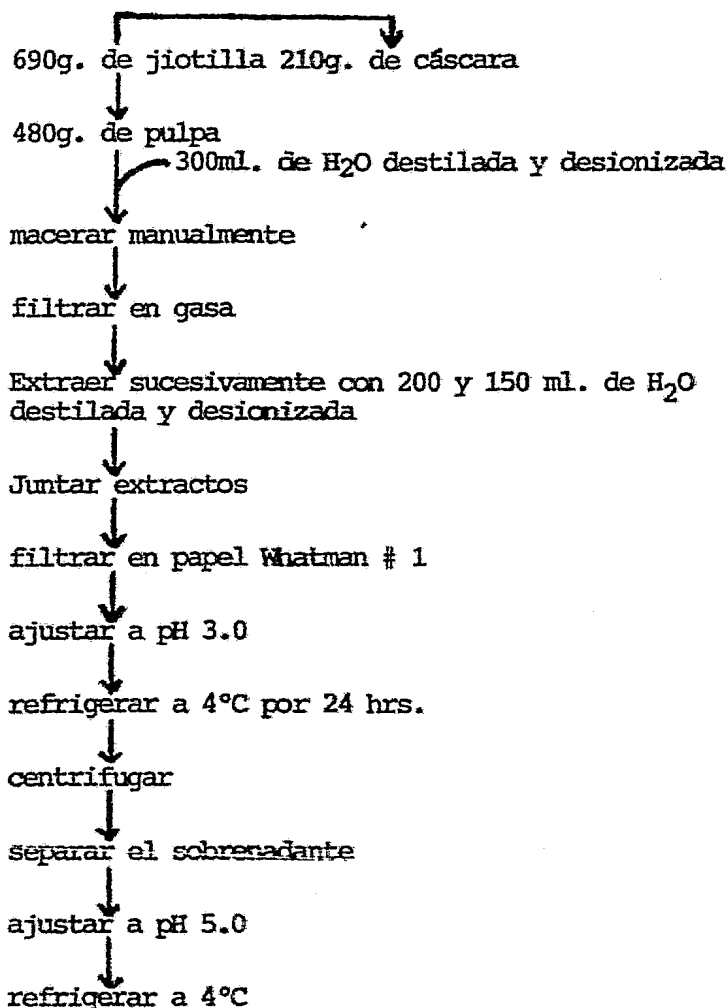 690g. de jiotilla 210g. de cáscara
480g. de pulpa
300ml. de H₂O destilada y desionizada
macerar manualmente
filtrar en gasa
Extraer sucesivamente con 200 y 150 ml. de H₂O
destilada y desionizada
Juntar extractos
filtrar en papel Whatman # 1
ajustar a pH 3.0
refrigerar a 4°C por 24 hrs.
centrifugar
separar el sobrenadante
ajustar a pH 5.0
refrigerar a 4°C